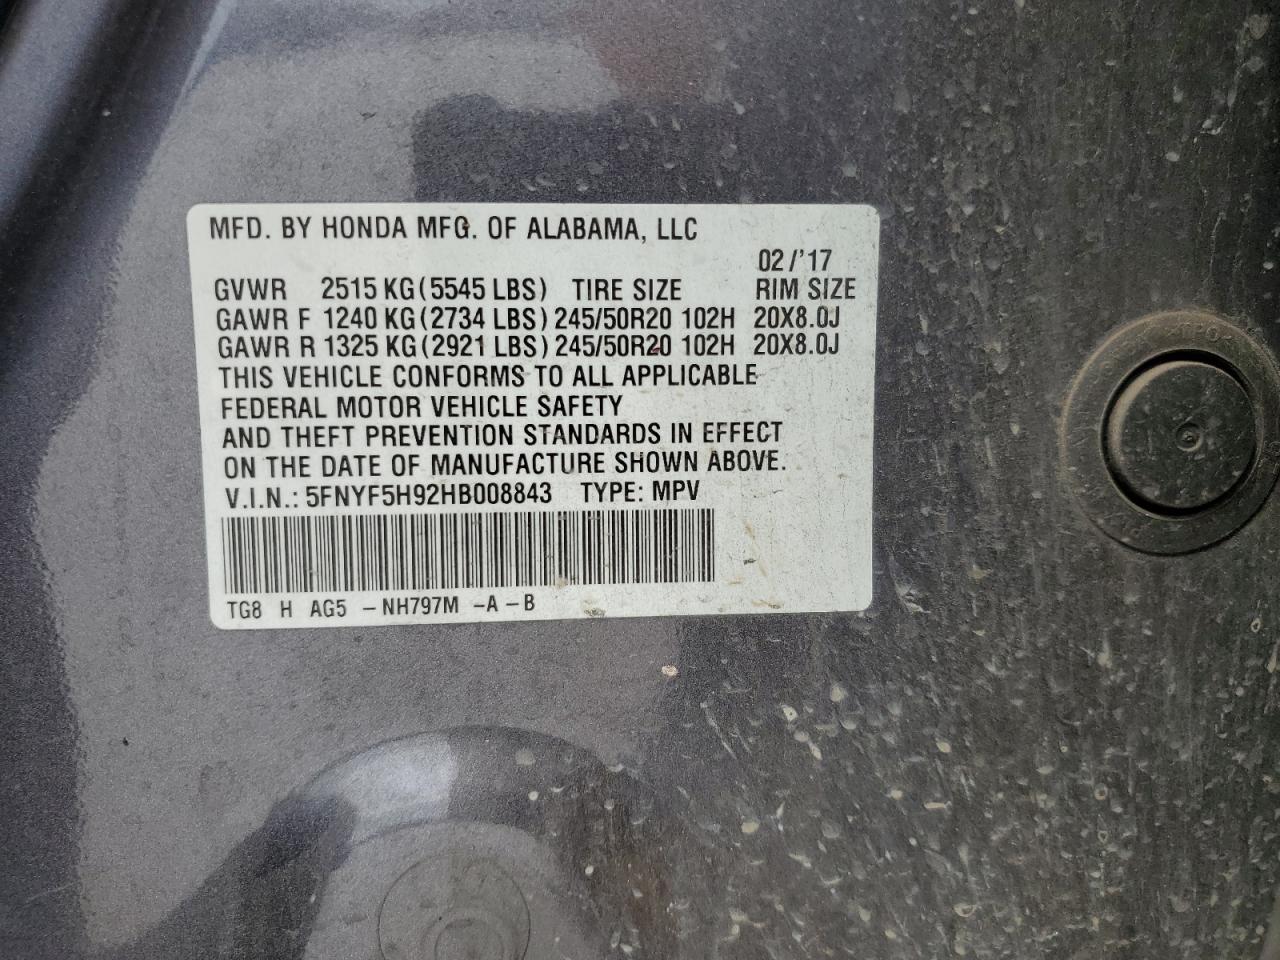 MFD. BY HONDA MFG. OF ALABAMA, LLC
02/'17
GVWR 2515 KG(5545 LBS) TIRE SIZE RIM SIZE
GAWR F 1240 KG(2734 LBS) 245/50R20 102H 20X8.0J
GAWR R 1325 KG(2921 LBS) 245/50R20 102H 20X8.0J
THIS VEHICLE CONFORMS TO ALL APPLICABLE
FEDERAL MOTOR VEHICLE SAFETY
AND THEFT PREVENTION STANDARDS IN EFFECT
ON THE DATE OF MANUFACTURE SHOWN ABOVE.
V.I.N.: 5FNYF5H92HB008843 TYPE: MPV
TG8 H AG5 -NH797M -A -B